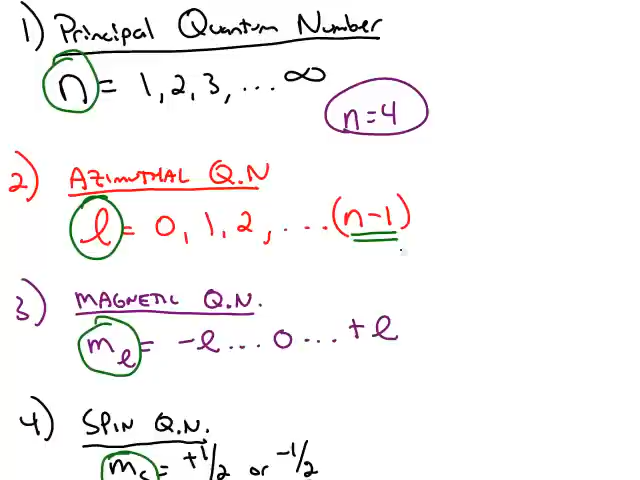 1) Principal Quantum Number
n = 1, 2, 3, ... ∞
n=4
2) AZIMUTHAL Q.N
l = 0, 1, 2, ... (n-1)
3) MAGNETIC Q.N.
mₗ = -l ... 0 ... +l
4) SPIN Q.N.
mₛ = +1/2 or -1/2